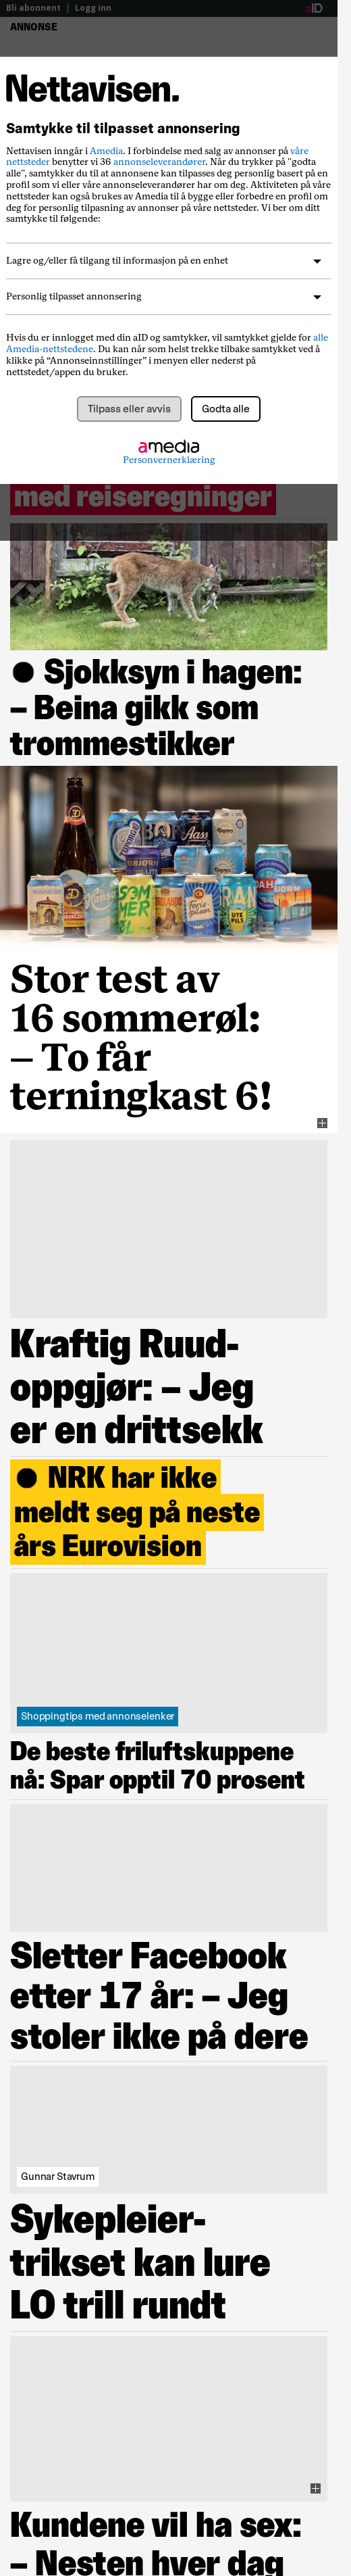 Bli abonnent | Logg inn
aID
ANNONSE
Nettavisen.
Samtykke til tilpasset annonsering
Nettavisen inngår i Amedia. I forbindelse med salg av annonser på våre
nettsteder benytter vi 36 annonseleverandører. Når du trykker på "godta
alle", samtykker du til at annonsene kan tilpasses deg personlig basert på en
profil som vi eller våre annonseleverandører har om deg. Aktiviteten på våre
nettsteder kan også brukes av Amedia til å bygge eller forbedre en profil om
deg for personlig tilpasning av annonser på våre nettsteder. Vi ber om ditt
samtykke til følgende:
Lagre og/eller få tilgang til informasjon på en enhet
Personlig tilpasset annonsering
Hvis du er innlogget med din aID og samtykker, vil samtykket gjelde for alle
Amedia-nettstedene. Du kan når som helst trekke tilbake samtykket ved å
klikke på “Annonseinnstillinger” i menyen eller nederst på
nettstedet/appen du bruker.
Tilpass eller avvis
Godta alle
amedia
Personvernerklæring
med reiseregninger
Sjokksyn i hagen:
– Beina gikk som
trommestikker
Stor test av
16 sommerøl:
– To får
terningkast 6!
Kraftig Ruud-
oppgjør: – Jeg
er en drittsekk
NRK har ikke
meldt seg på neste
års Eurovision
Shoppingtips med annonselenker
De beste friluftskuppene
nå: Spar opptil 70 prosent
Sletter Facebook
etter 17 år: – Jeg
stoler ikke på dere
Gunnar Stavrum
Sykepleier-
trikset kan lure
LO trill rundt
Kundene vil ha sex:
– Nesten hver dag